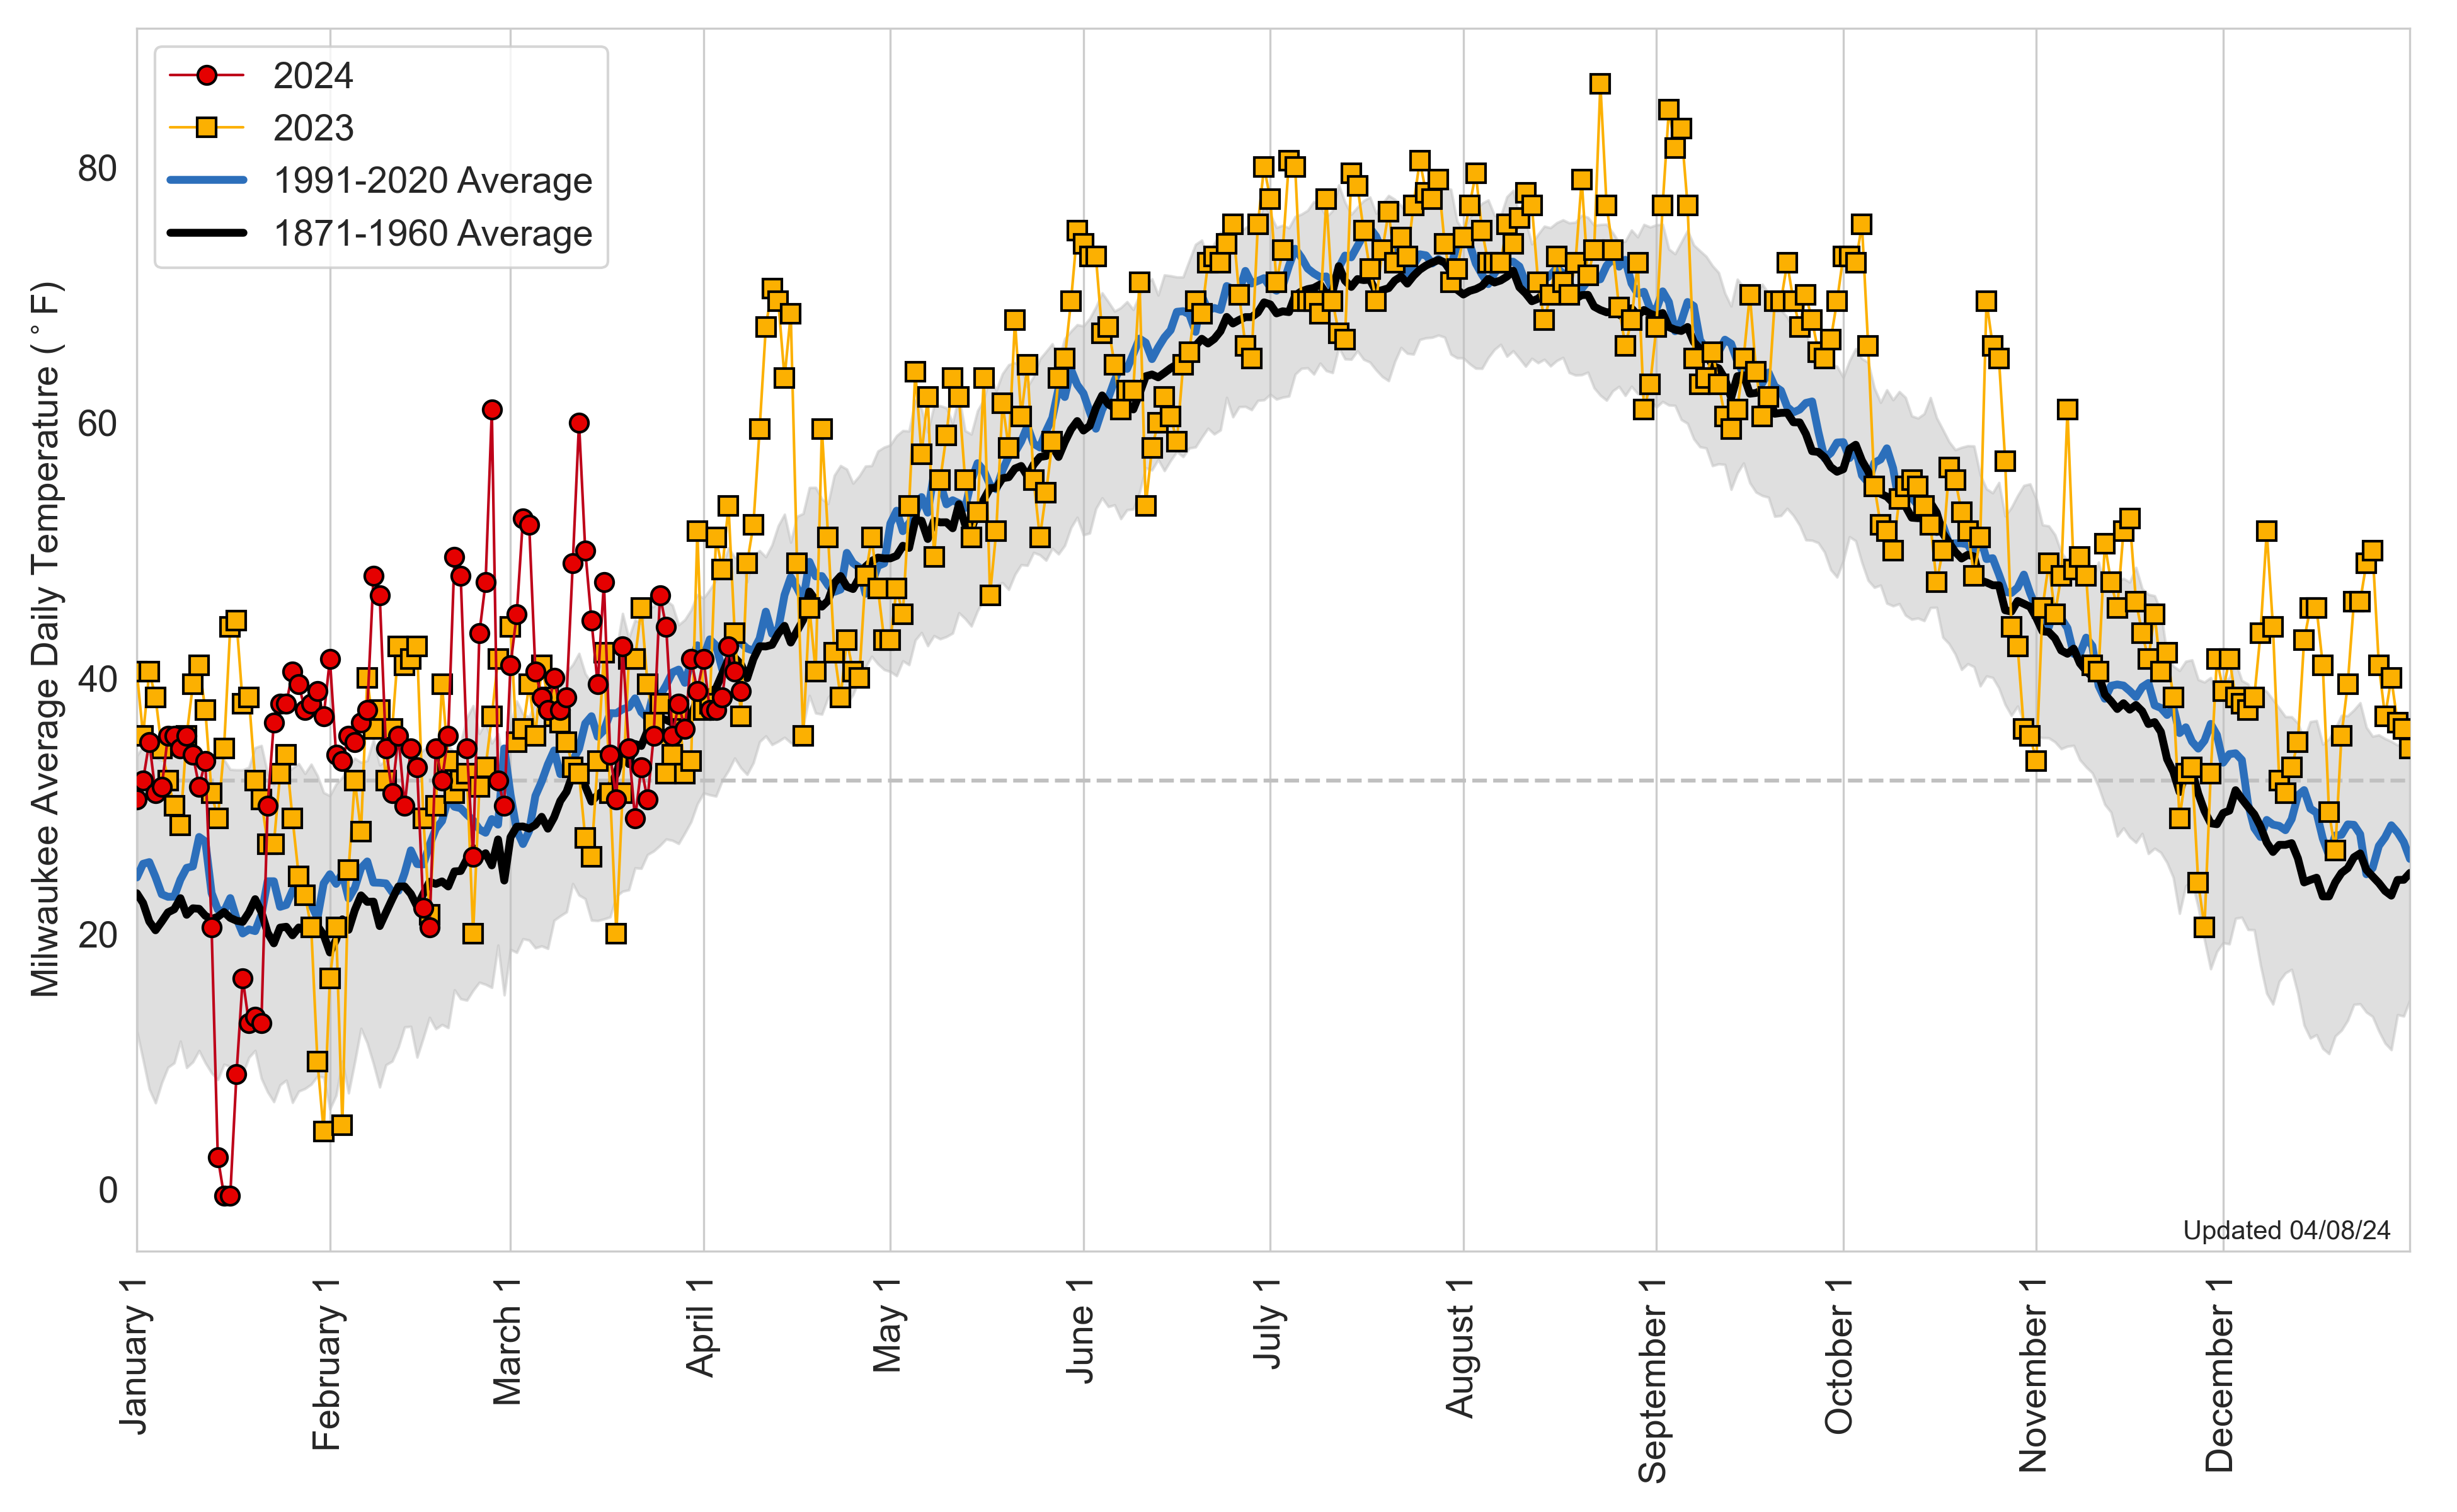 2024
2023
1991-2020 Average
1871-1960 Average
Milwaukee Average Daily Temperature (°F)
80
60
40
20
0
Updated 04/08/24
January 1
February 1
March 1
April 1
May 1
June 1
July 1
August 1
September 1
October 1
November 1
December 1